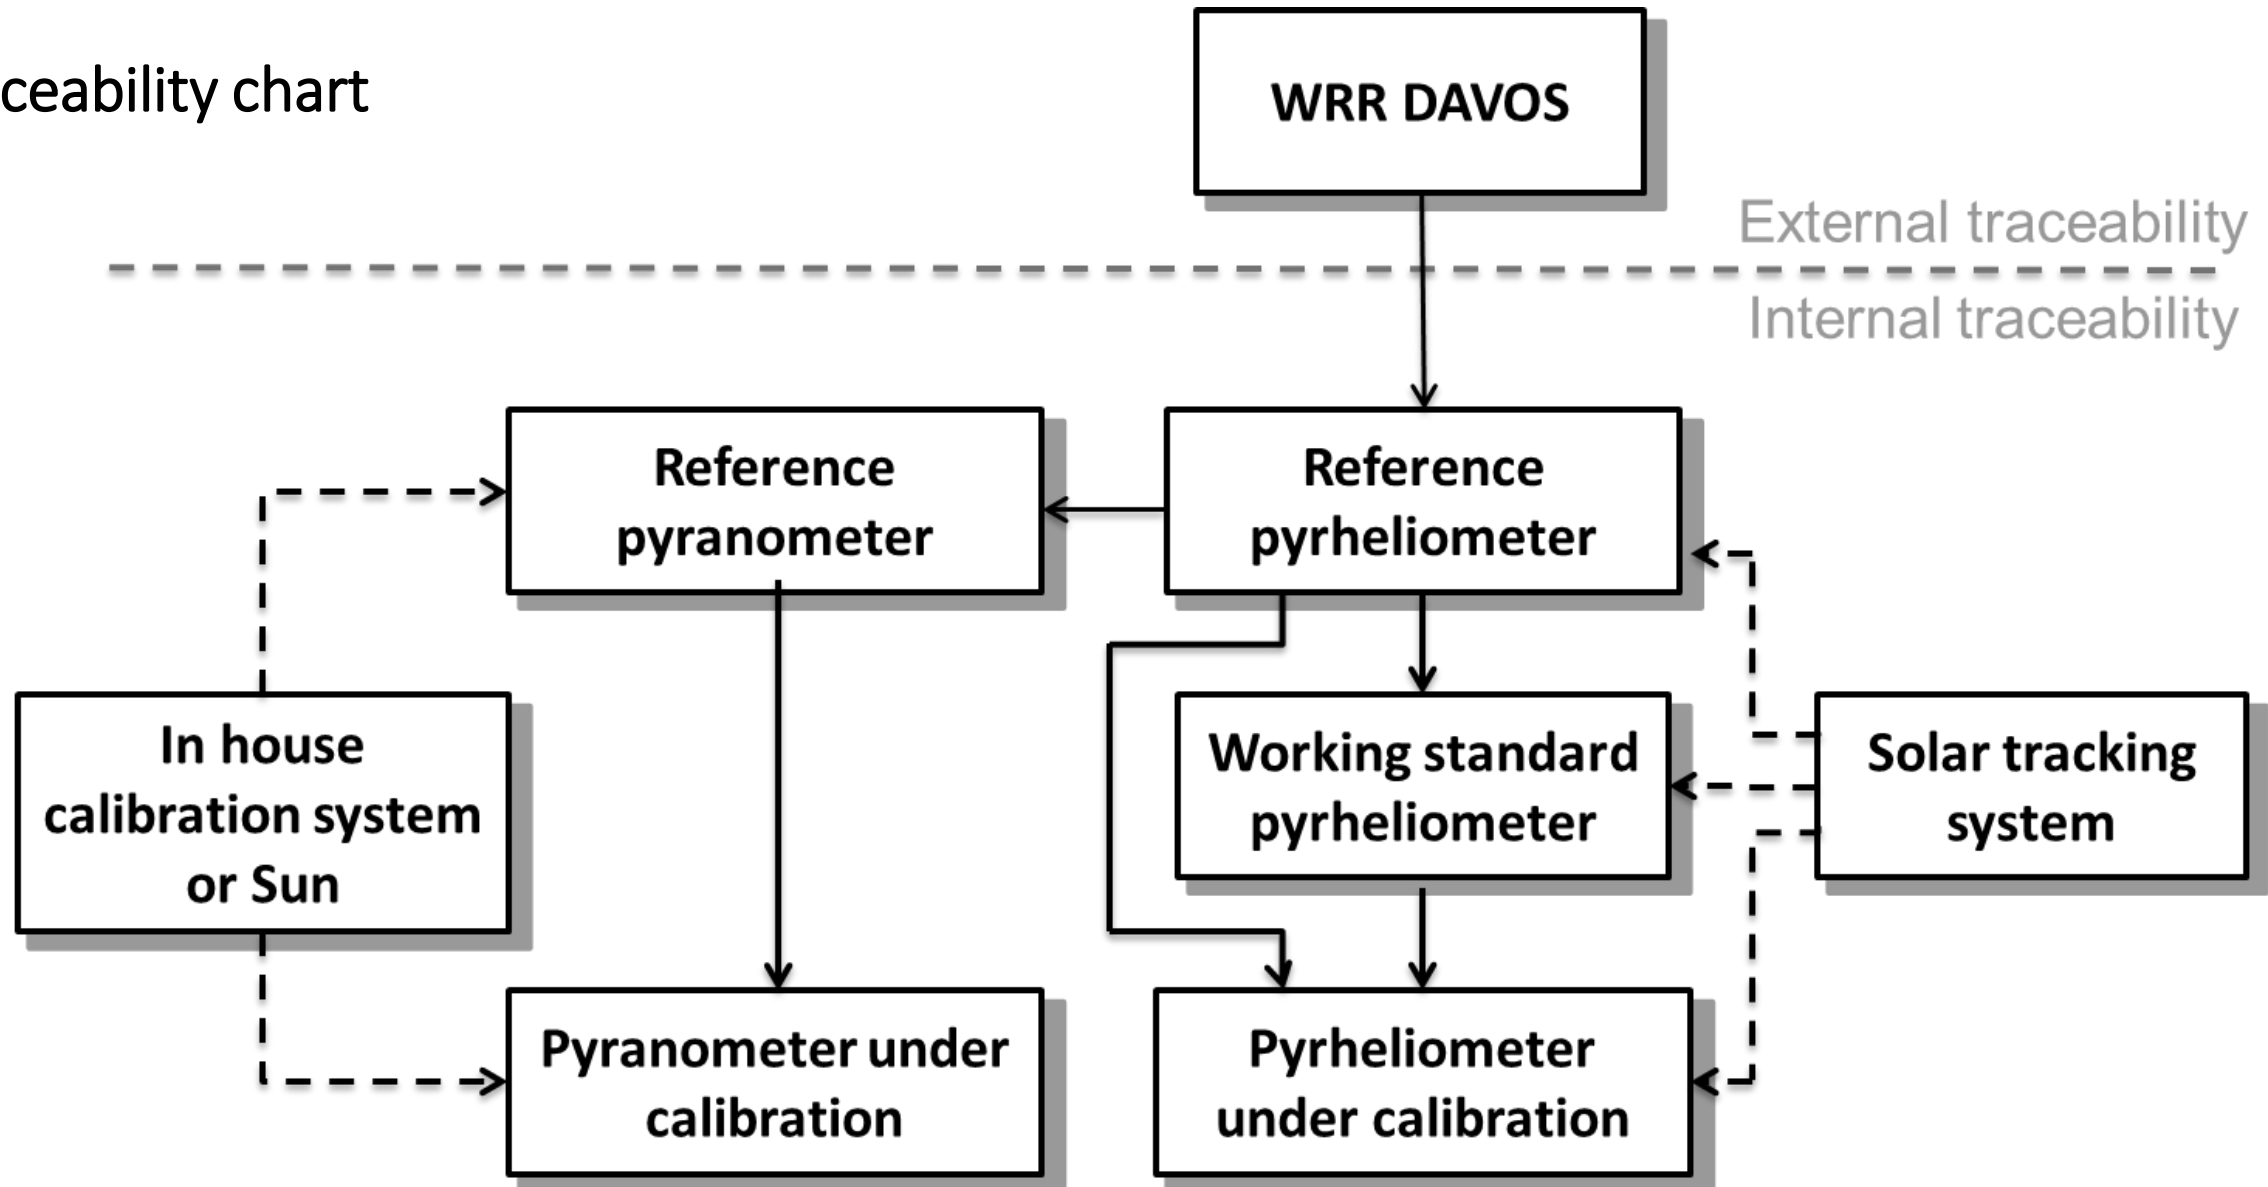 ceability chart
WRR DAVOS
External traceability
Internal traceability
Reference
pyranometer
Reference
pyrheliometer
In house
calibration system
or Sun
Working standard
pyrheliometer
Solar tracking
system
Pyranometer under
calibration
Pyrheliometer
under calibration